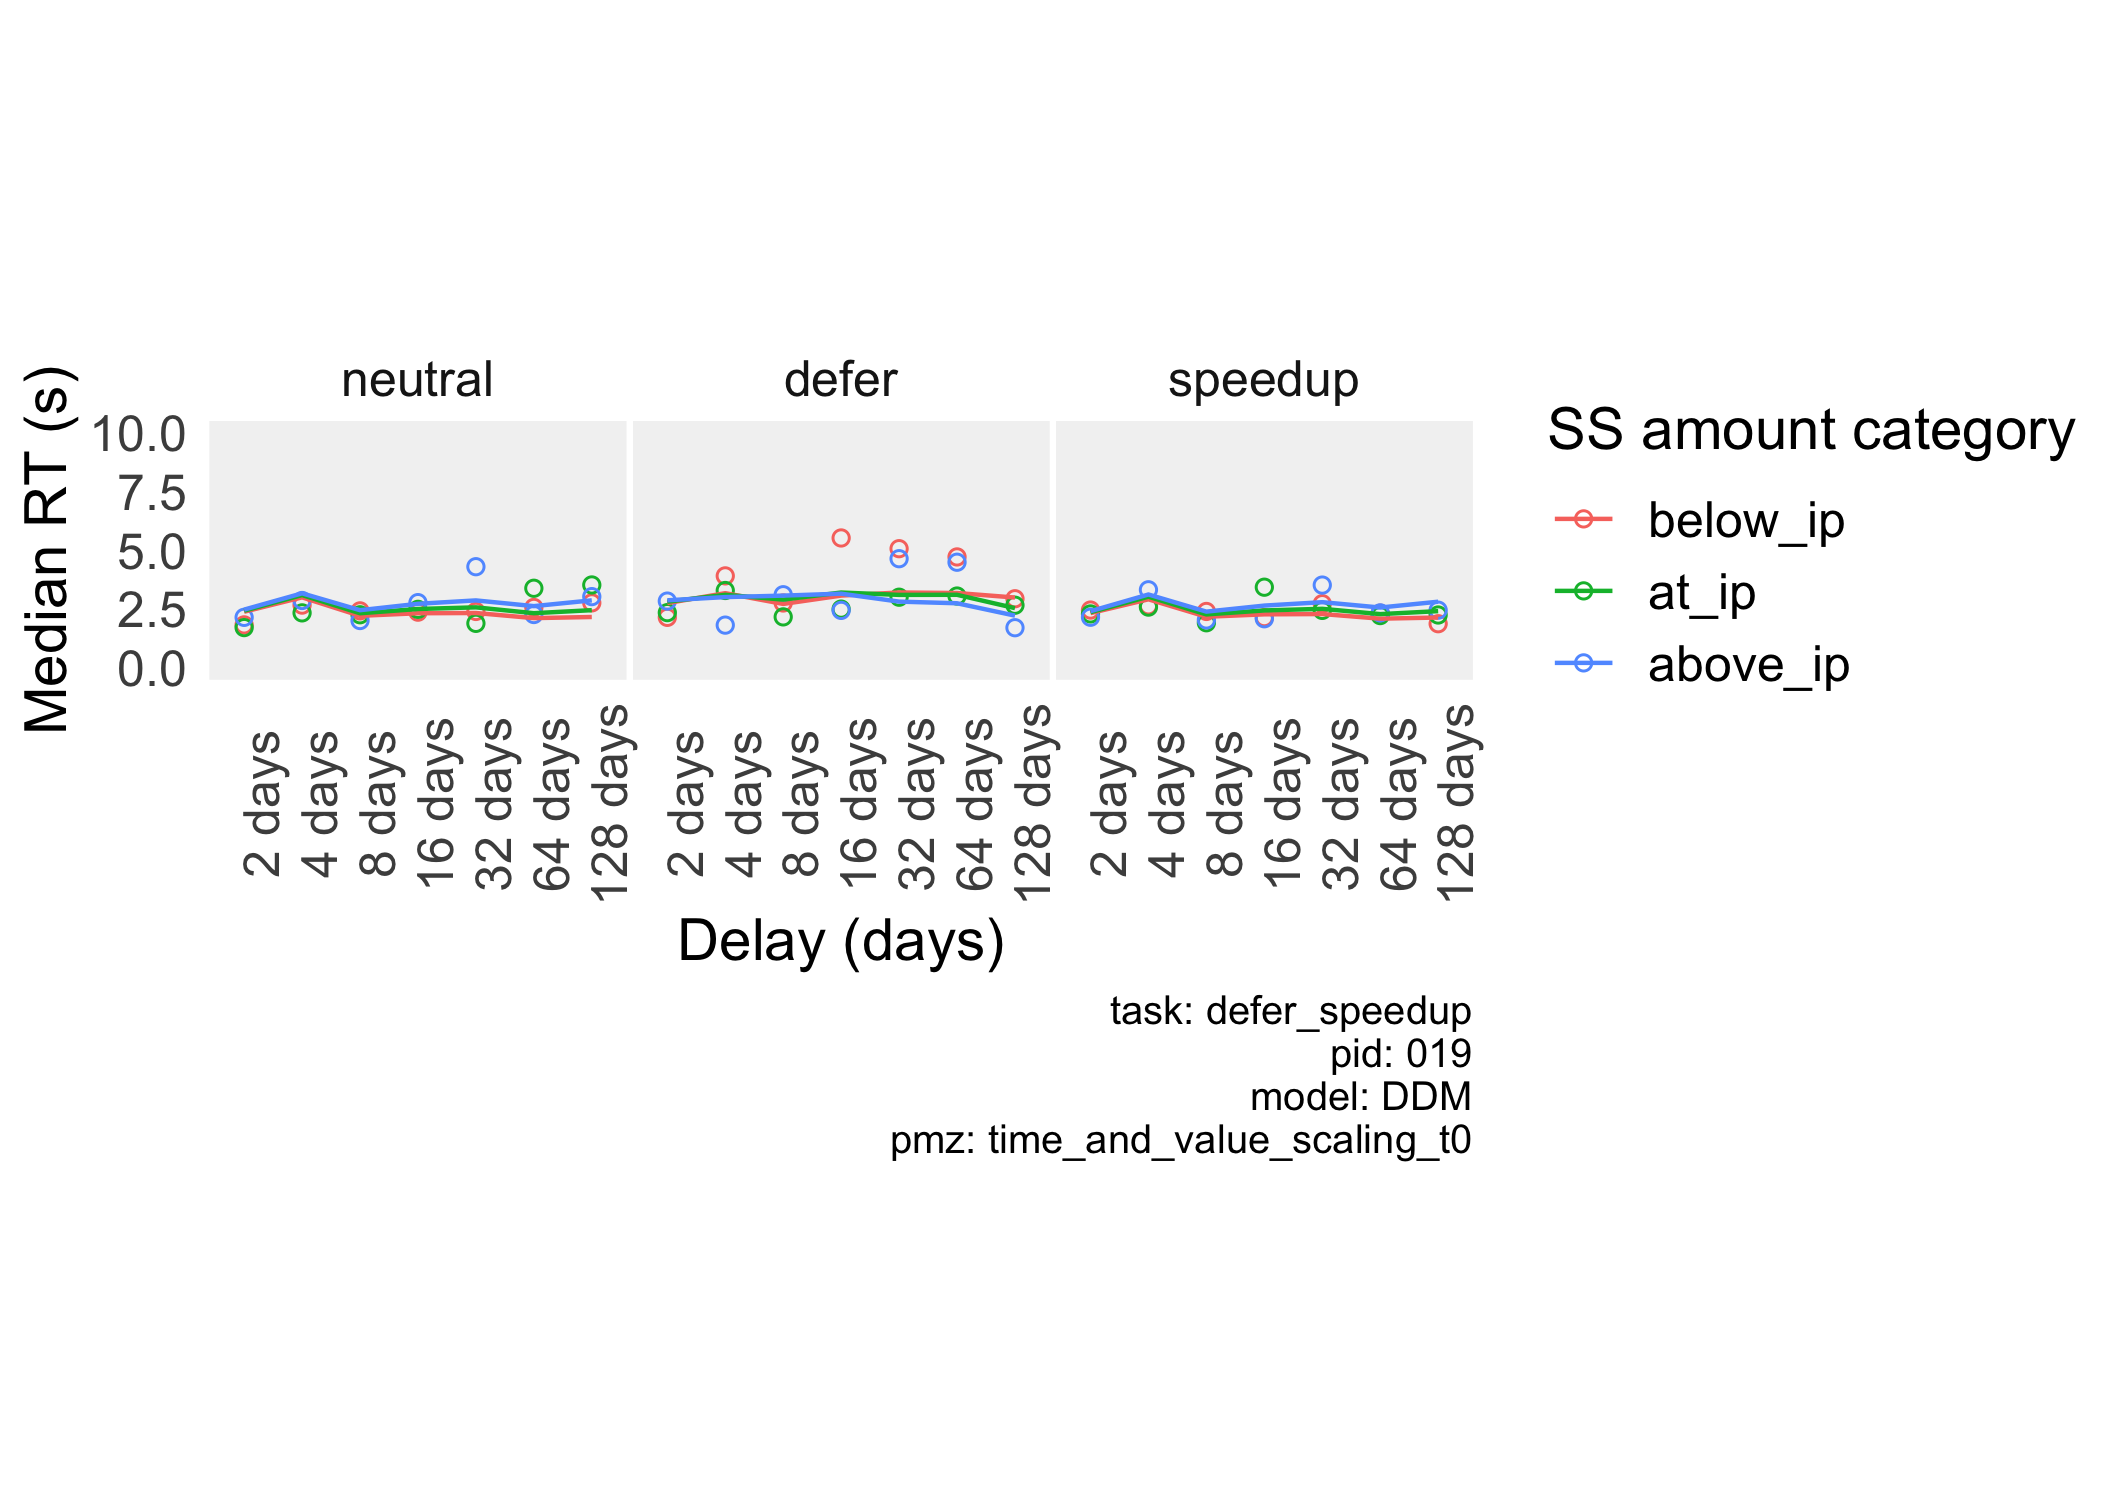 neutral
defer
speedup
Median RT (s)
10.0
7.5
5.0
2.5
0.0
2 days
4 days
8 days
16 days
32 days
64 days
128 days
2 days
4 days
8 days
16 days
32 days
64 days
128 days
2 days
4 days
8 days
16 days
32 days
64 days
128 days
Delay (days)
SS amount category
below_ip
at_ip
above_ip
task: defer_speedup
pid: 019
model: DDM
pmz: time_and_value_scaling_t0